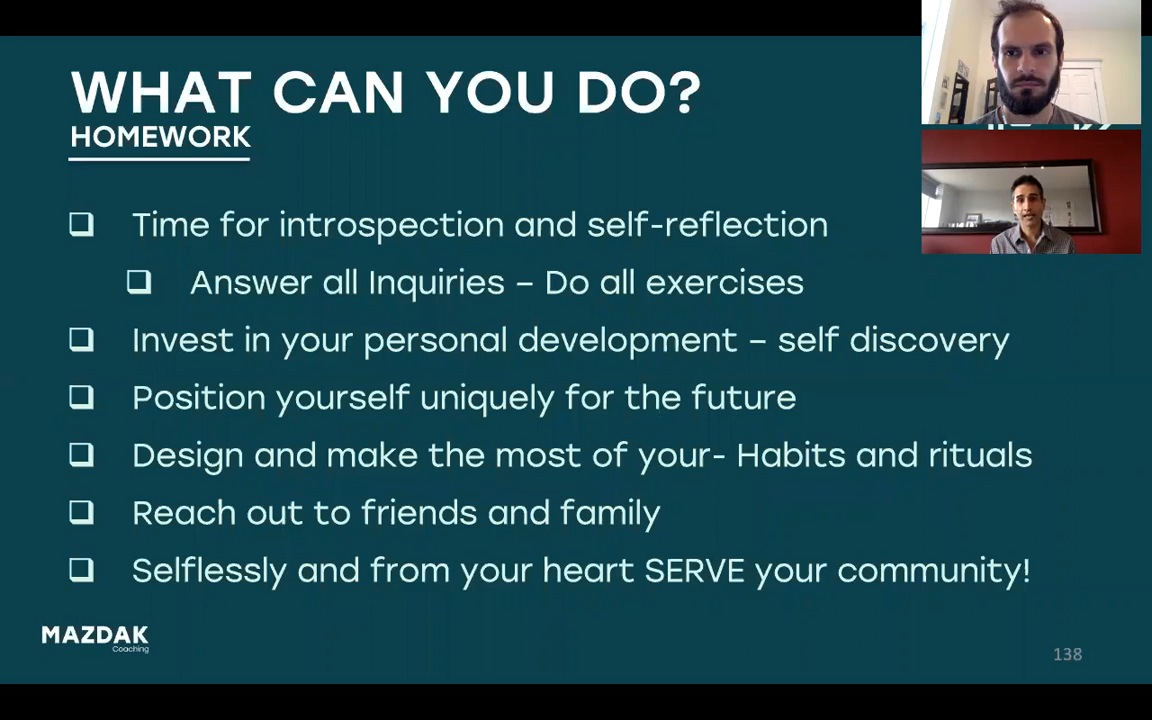 WHAT CAN YOU DO?
HOMEWORK
Time for introspection and self-reflection
Answer all Inquiries – Do all exercises
Invest in your personal development – self discovery
Position yourself uniquely for the future
Design and make the most of your- Habits and rituals
Reach out to friends and family
Selflessly and from your heart SERVE your community!
MAZDAK
Coaching
138